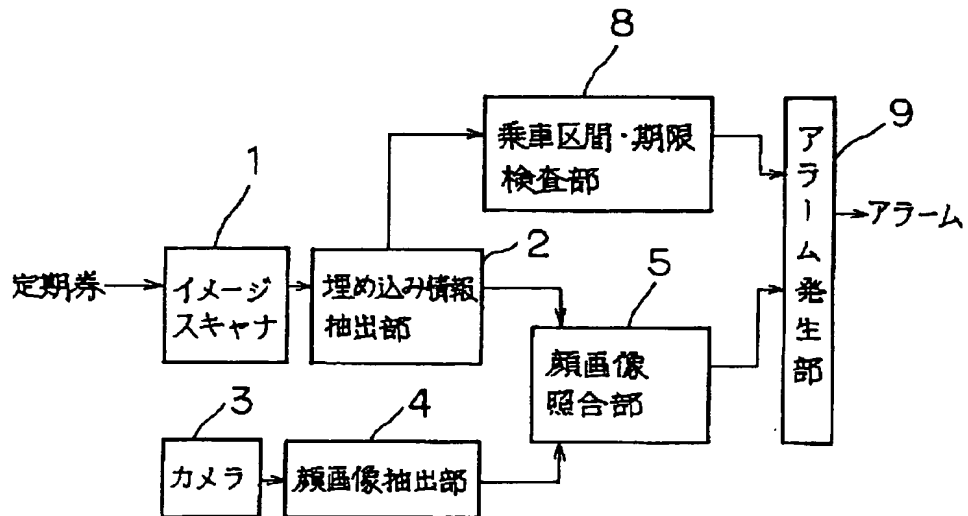 8
乗車区間・期限
検査部
アラーム発生部
9
アラーム
1
定期券
イメージ
スキャナ
2
埋め込み情報
抽出部
5
顔画像
照合部
3
カメラ
4
顔画像抽出部